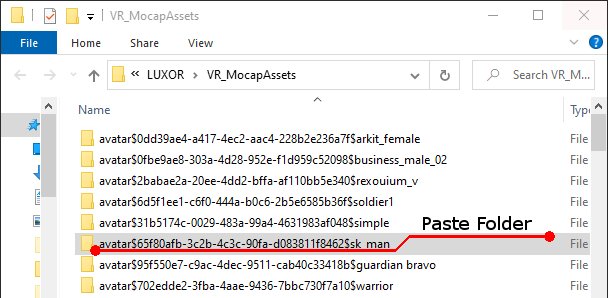 VR_MocapAssets
File Home Share View
LUXOR VR_MocapAssets Search VR_M...
Name Type
avatar$0dd39ae4-a417-4ec2-aac4-228b2e236a7f$arkit_female File
avatar$0fbe9ae8-303a-4d28-952e-f1d959c52098$business_male_02 File
avatar$2babae2a-20ee-4dd2-bffa-af110bb5e340$rexouium_v File
avatar$6d5f1ee1-c6f0-444a-b0c6-2b5e6585b36f$soldier1 File
avatar$31b5174c-0029-483a-99a4-4631983af048$simple File
Paste Folder
avatar$65f80afb-3c2b-4c3c-90fa-d083811f8462$sk_man File
avatar$95f550e7-c9ac-4dec-9511-cab40c33418b$guardian bravo File
avatar$702edde2-3fba-4aae-9436-7bbc730f7a10$warrior File